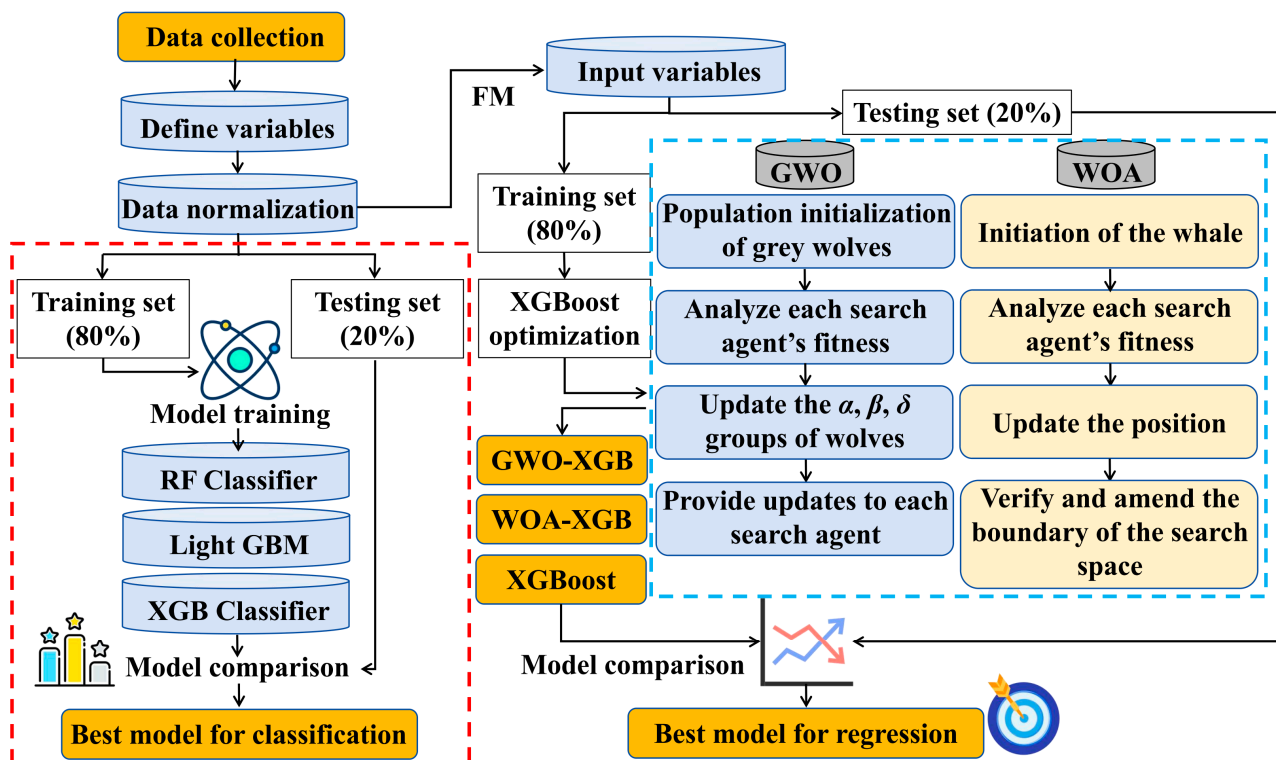 Data collection
Define variables
Data normalization
FM
Input variables
Testing set (20%)
Training set
(80%)
Testing set
(20%)
Model training
RF Classifier
Light GBM
XGB Classifier
Model comparison
Best model for classification
Training set
(80%)
XGBoost
optimization
GWO-XGB
WOA-XGB
XGBoost
GWO
Population initialization
of grey wolves
Analyze each search
agent's fitness
Update the α, β, δ
groups of wolves
Provide updates to each
search agent
WOA
Initiation of the whale
Analyze each search
agent's fitness
Update the position
Verify and amend the
boundary of the search
space
Model comparison
Best model for regression